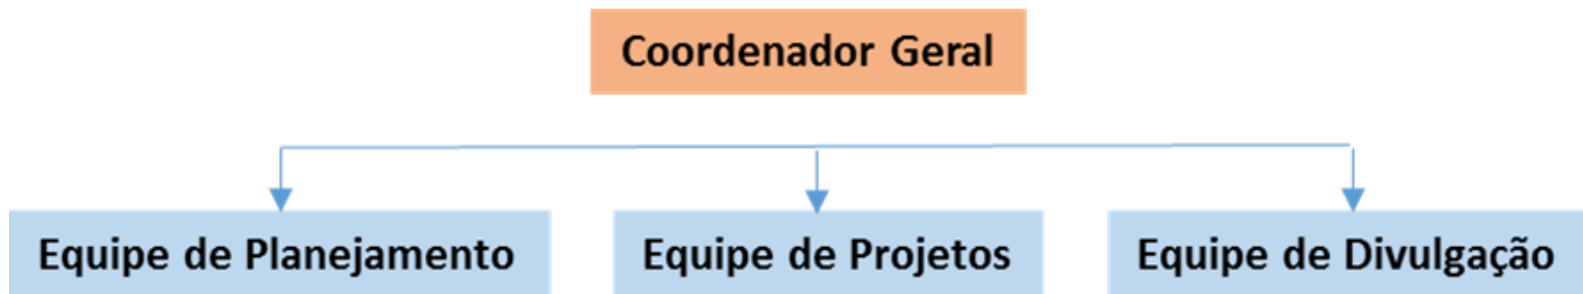 Coordenador Geral
Equipe de Planejamento
Equipe de Projetos
Equipe de Divulgação